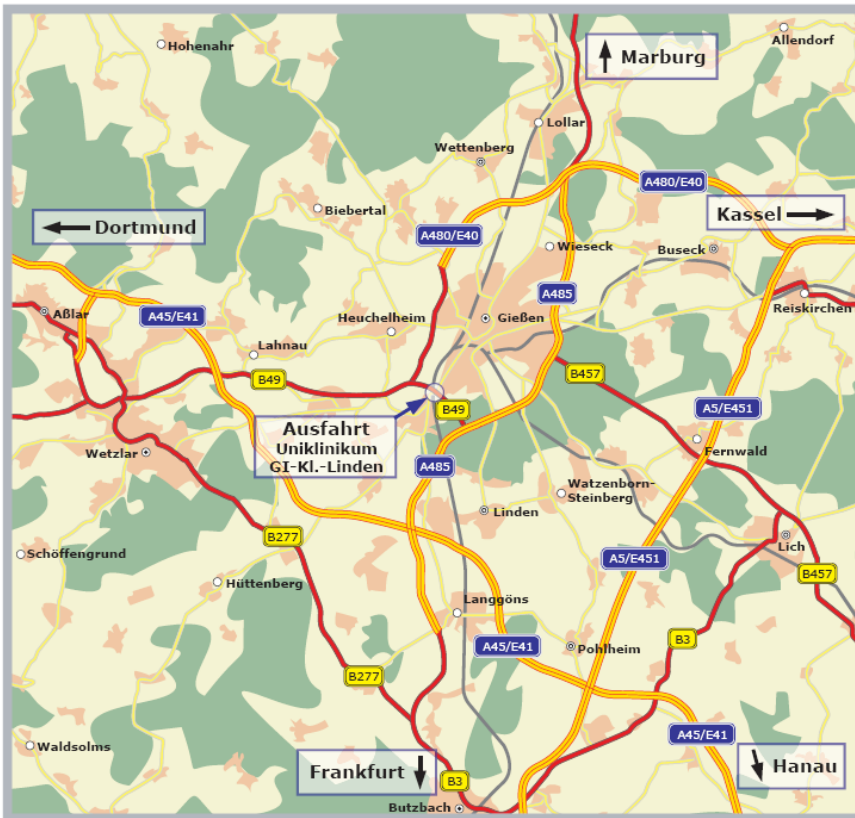 Hohenahr
Allendorf
Marburg
Lollar
Wettenberg
A480/E40
Biebertal
Kassel
Dortmund
A480/E40
Wieseck
Buseck
A485
Reiskirchen
Aßlar
A45/E41
Heuchelheim
Gießen
Lahnau
B49
B457
B49
A5/E451
Ausfahrt
Uniklinikum
GI-Kl.-Linden
Wetzlar
A485
Fernwald
Watzenborn-
Steinberg
Linden
B277
Lich
Schöffengrund
A5/E451
B457
Hüttenberg
Langgöns
B3
A45/E41
Pohlheim
B277
A45/E41
Waldsolms
Frankfurt
Hanau
B3
Butzbach